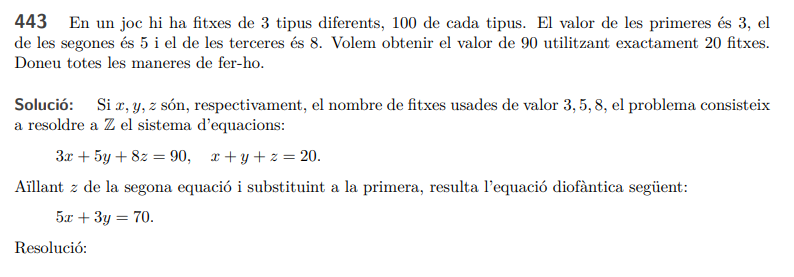 443 En un joc hi ha fitxes de 3 tipus diferents, 100 de cada tipus. El valor de les primeres és 3, el
de les segones és 5 i el de les terceres és 8. Volem obtenir el valor de 90 utilitzant exactament 20 fitxes.
Doneu totes les maneres de fer-ho.
Solució: Si x, y, z són, respectivament, el nombre de fitxes usades de valor 3, 5, 8, el problema consisteix
a resoldre a ℤ el sistema d'equacions:
3x + 5y + 8z = 90, x + y + z = 20.
Aïllant z de la segona equació i substituint a la primera, resulta l'equació diofàntica següent:
5x + 3y = 70.
Resolució: